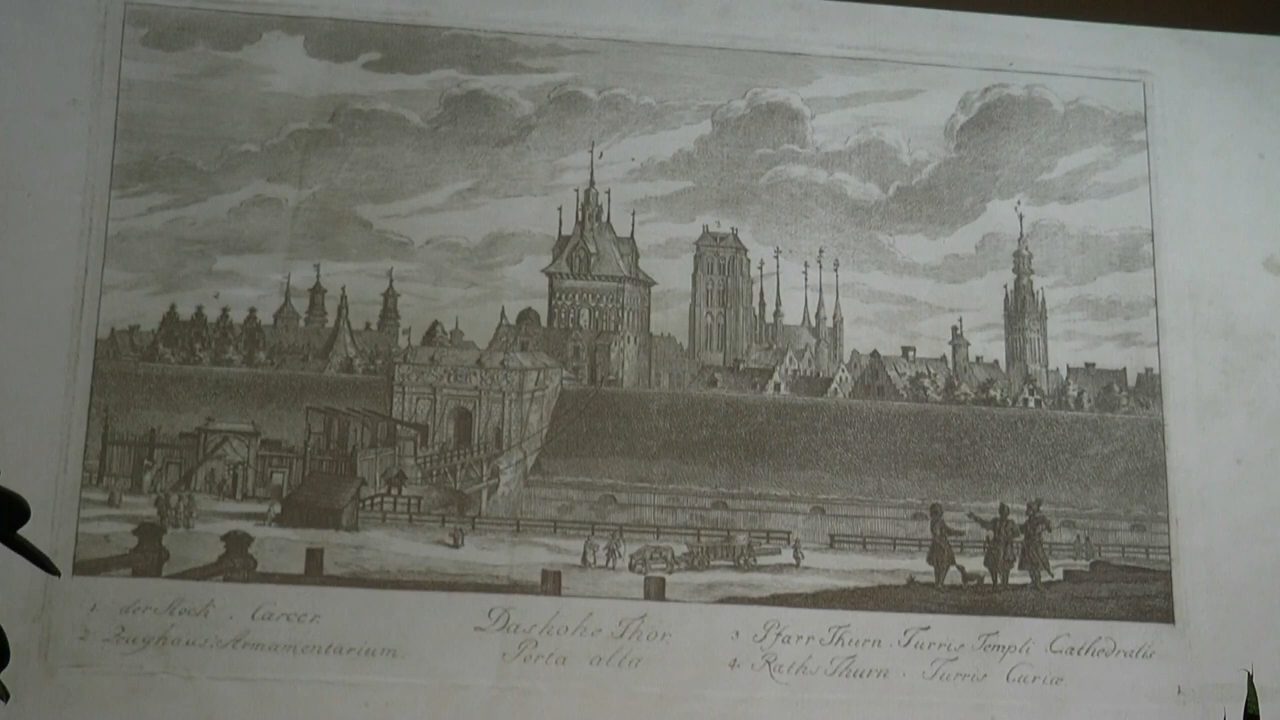 1 der Stock . Carcer.
2 Zeughaus. Armamentarium.
Das hohe Thor.
Porta alta
3 Pfarr Thurn . Turris Templi Cathedralis
4. Raths Thurn . Turris Curiæ.